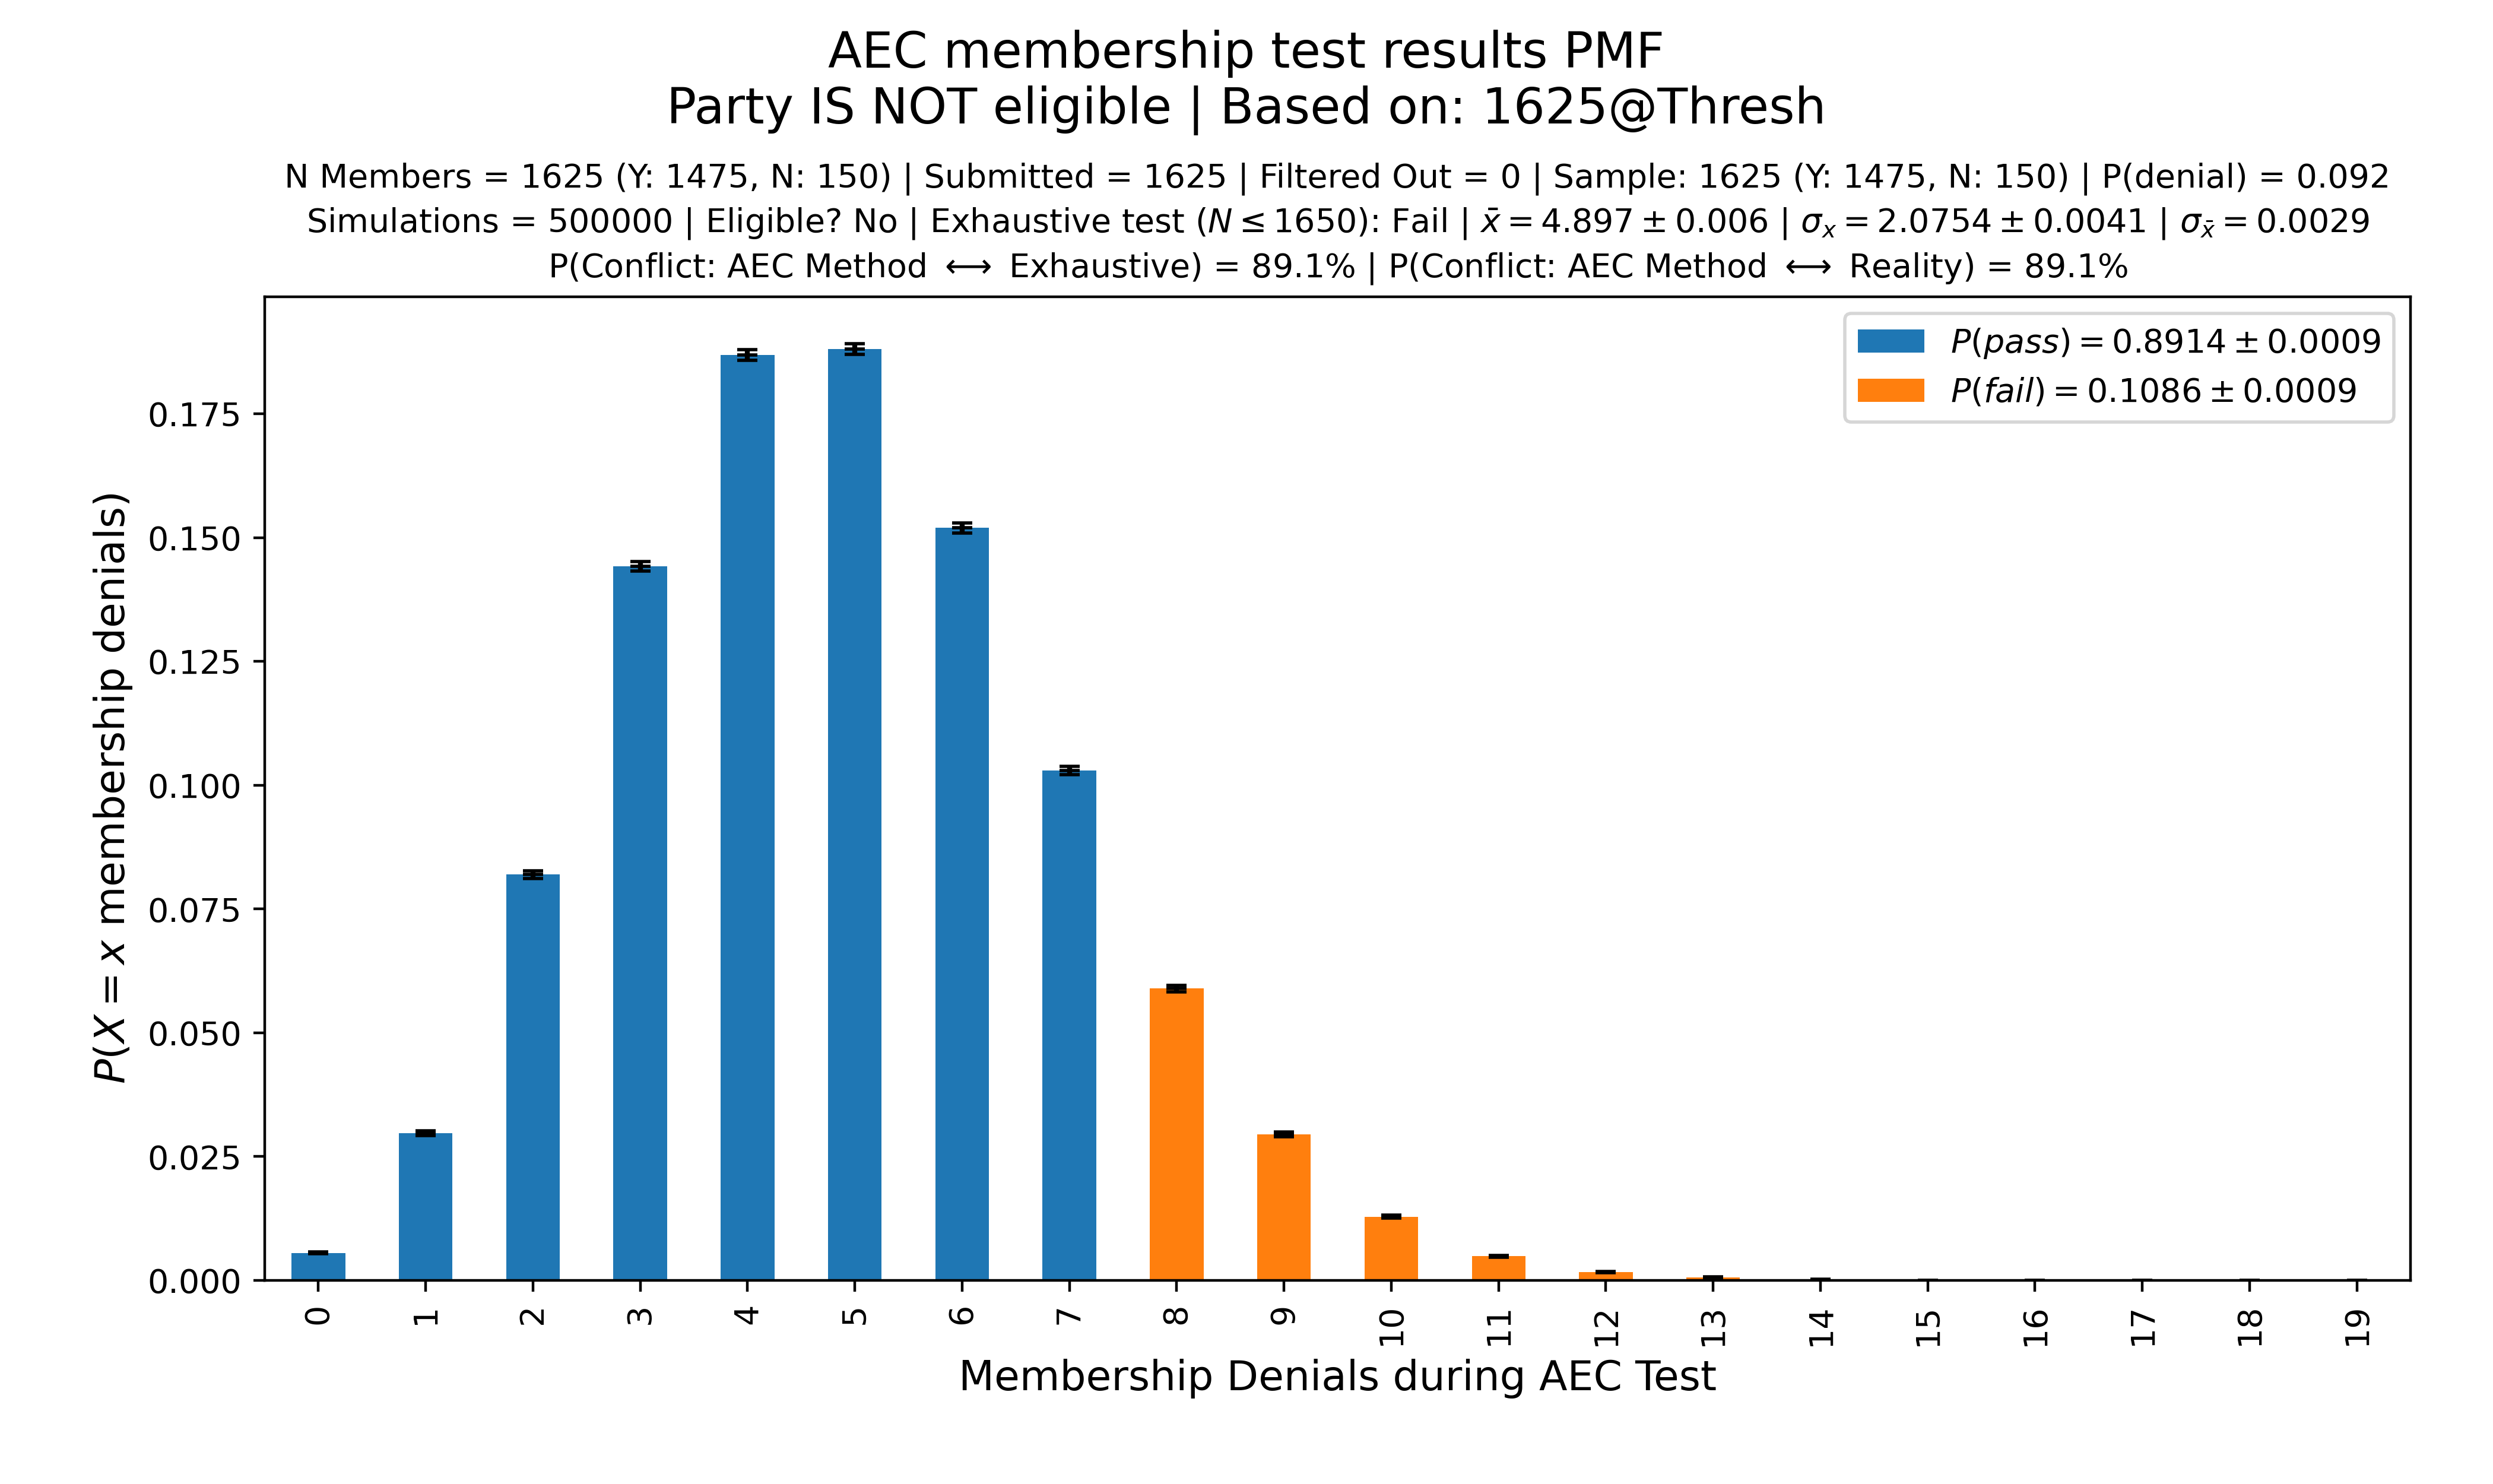 AEC membership test results PMF
Party IS NOT eligible | Based on: 1625@Thresh
N Members = 1625 (Y: 1475, N: 150) | Submitted = 1625 | Filtered Out = 0 | Sample: 1625 (Y: 1475, N: 150) | P(denial) = 0.092
Simulations = 500000 | Eligible? No | Exhaustive test (N ≤ 1650): Fail | x̄ = 4.897 ± 0.006 | σₓ = 2.0754 ± 0.0041 | σ_x̄ = 0.0029
P(Conflict: AEC Method ⟷ Exhaustive) = 89.1% | P(Conflict: AEC Method ⟷ Reality) = 89.1%
P(pass) = 0.8914 ± 0.0009
P(fail) = 0.1086 ± 0.0009
P(X = x membership denials)
0.175
0.150
0.125
0.100
0.075
0.050
0.025
0.000
0 1 2 3 4 5 6 7 8 9 10 11 12 13 14 15 16 17 18 19
Membership Denials during AEC Test